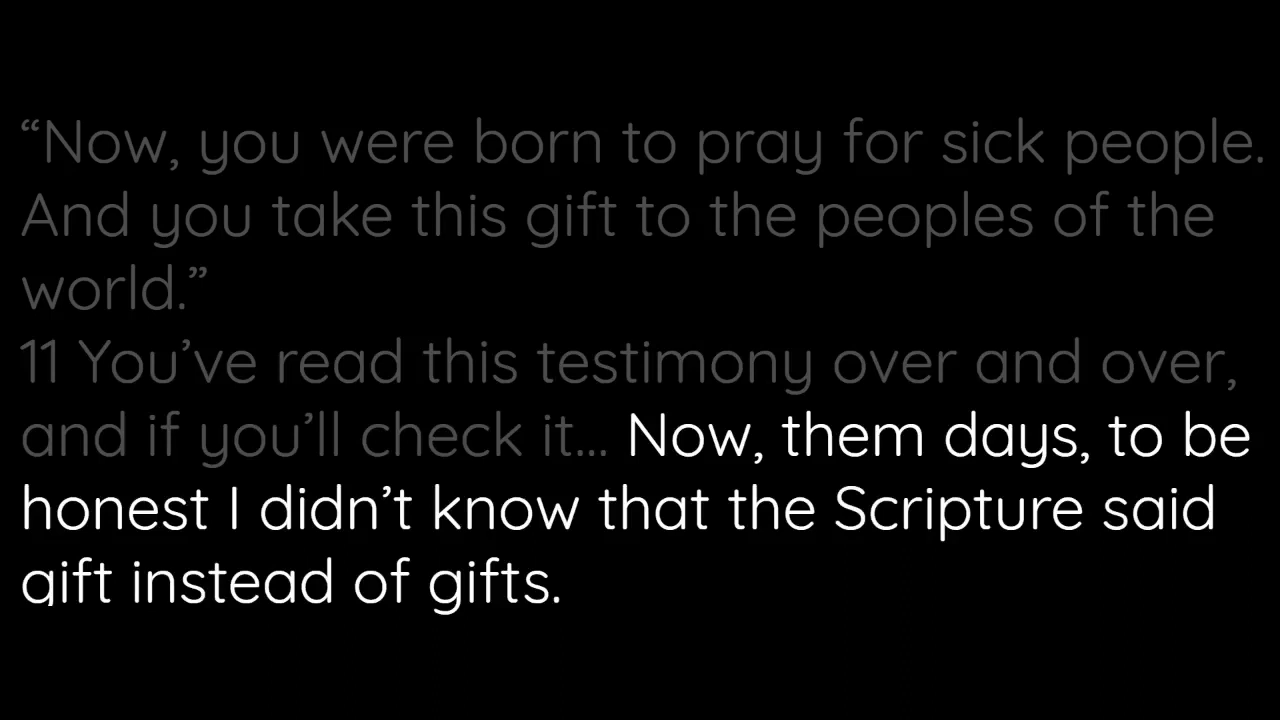 “Now, you were born to pray for sick people.
And you take this gift to the peoples of the
world.”
11 You’ve read this testimony over and over,
and if you’ll check it... Now, them days, to be
honest I didn’t know that the Scripture said
gift instead of gifts.